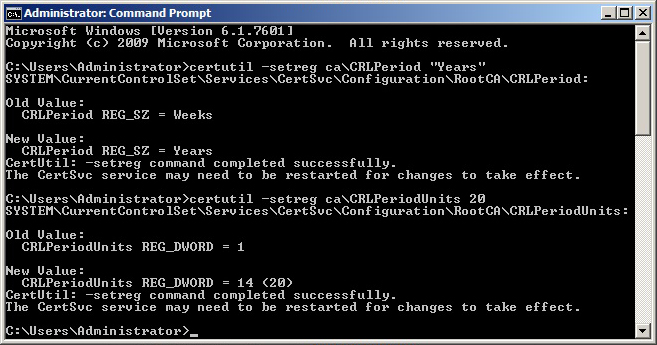 Administrator: Command Prompt
Microsoft Windows [Version 6.1.7601]
Copyright (c) 2009 Microsoft Corporation.  All rights reserved.
C:\Users\Administrator>certutil -setreg ca\CRLPeriod "Years"
SYSTEM\CurrentControlSet\Services\CertSvc\Configuration\RootCA\CRLPeriod:
Old Value:
CRLPeriod REG_SZ = Weeks
New Value:
CRLPeriod REG_SZ = Years
CertUtil: -setreg command completed successfully.
The CertSvc service may need to be restarted for changes to take effect.
C:\Users\Administrator>certutil -setreg ca\CRLPeriodUnits 20
SYSTEM\CurrentControlSet\Services\CertSvc\Configuration\RootCA\CRLPeriodUnits:
Old Value:
CRLPeriodUnits REG_DWORD = 1
New Value:
CRLPeriodUnits REG_DWORD = 14 (20)
CertUtil: -setreg command completed successfully.
The CertSvc service may need to be restarted for changes to take effect.
C:\Users\Administrator>_